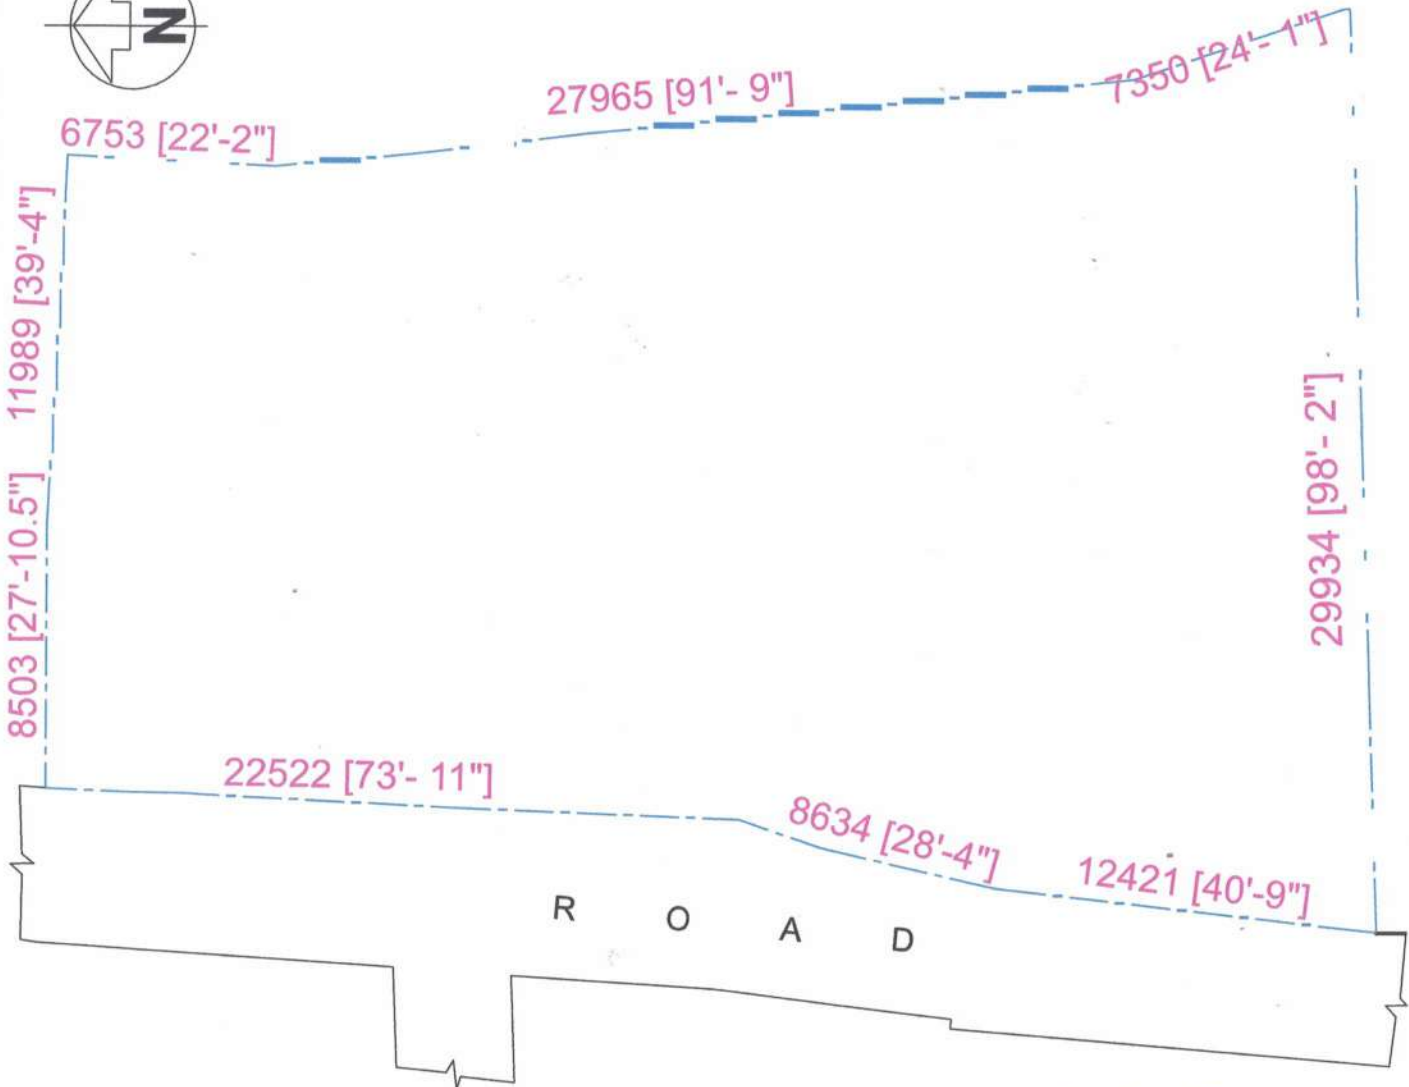 N
27965 [91'- 9"]
7350 [24'- 1"]
6753 [22'-2"]
11989 [39'-4"]
8503 [27'-10.5"]
29934 [98'- 2"]
22522 [73'- 11"]
8634 [28'-4"]
12421 [40'-9"]
R O A D